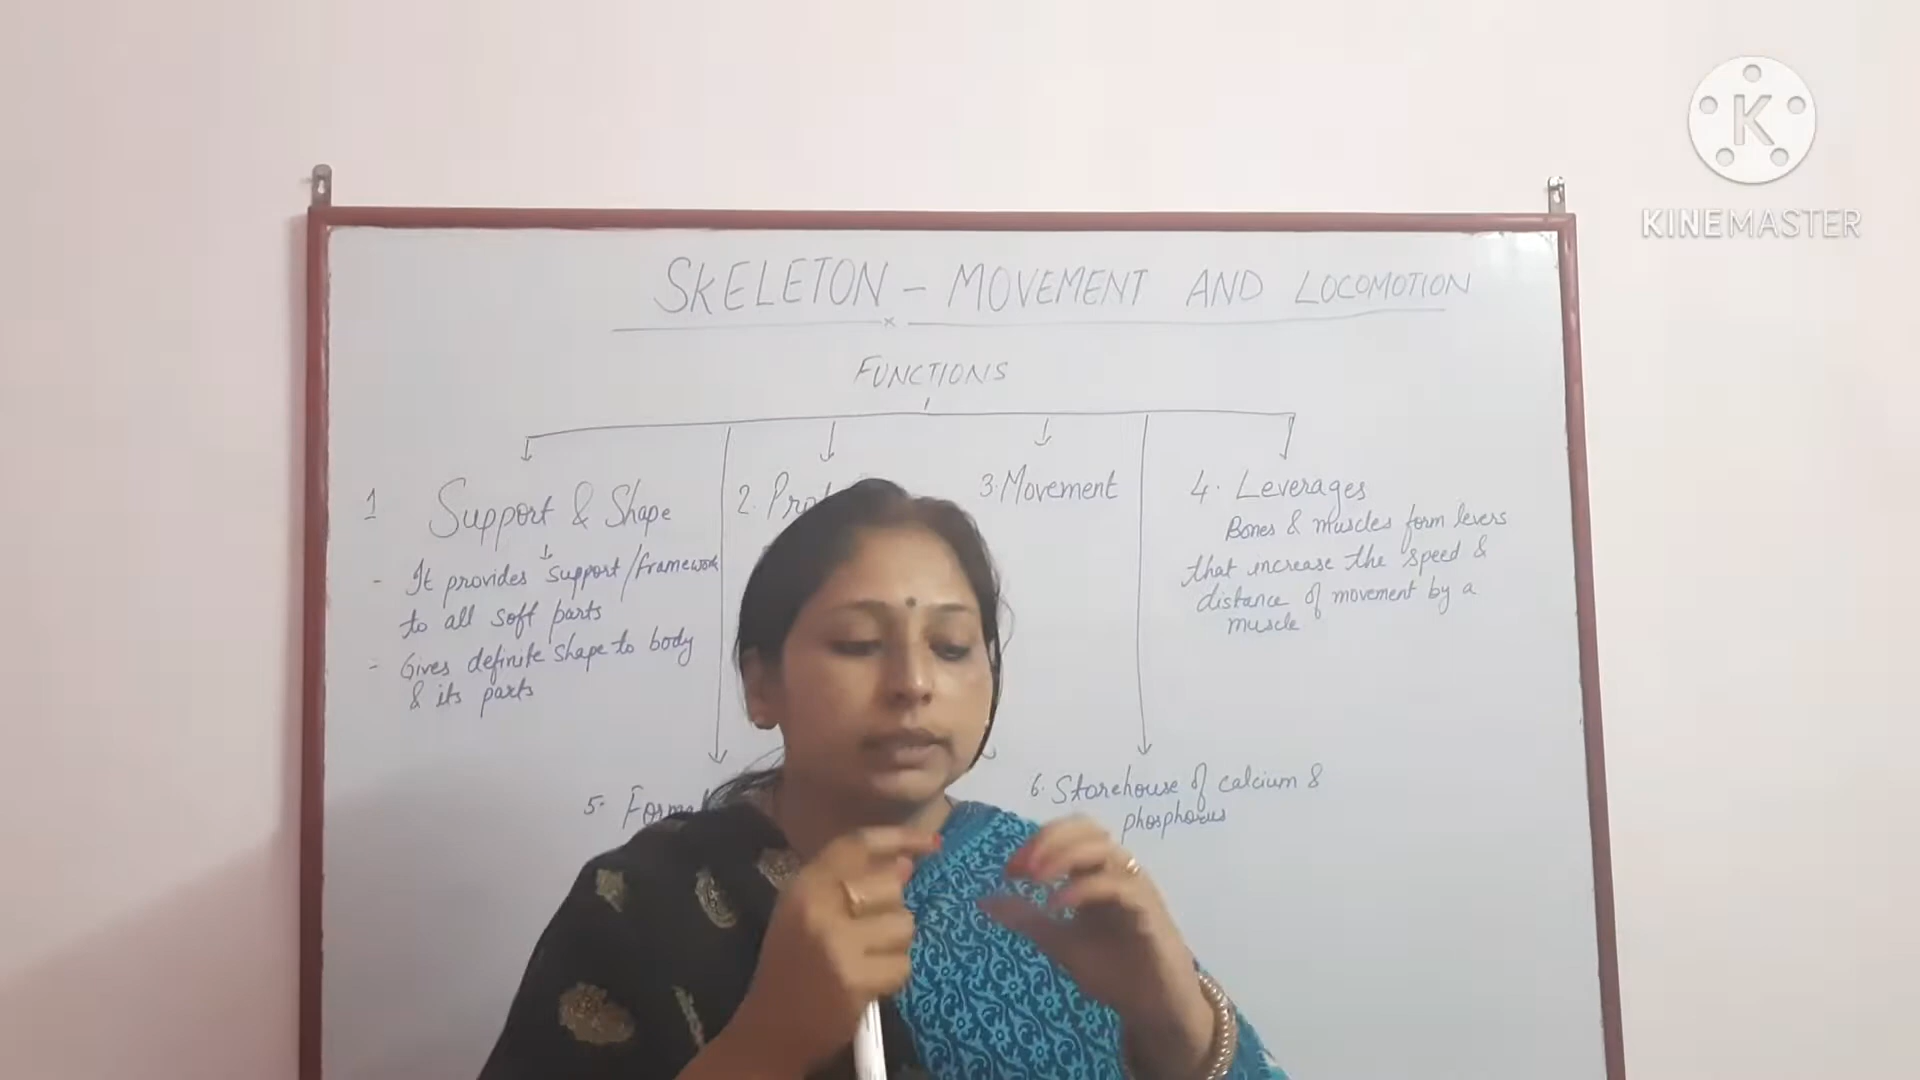 K
KINEMASTER
SKELETON - MOVEMENT AND LOCOMOTION
FUNCTIONS
1 Support & Shape
- It provides support/framework
to all soft parts
- Gives definite shape to body
& its parts
2.
3. Movement
4. Leverages
Bones & muscles form levers
that increase the speed &
distance of movement by a
muscle
5.
6. Storehouse of calcium &
phosphorus